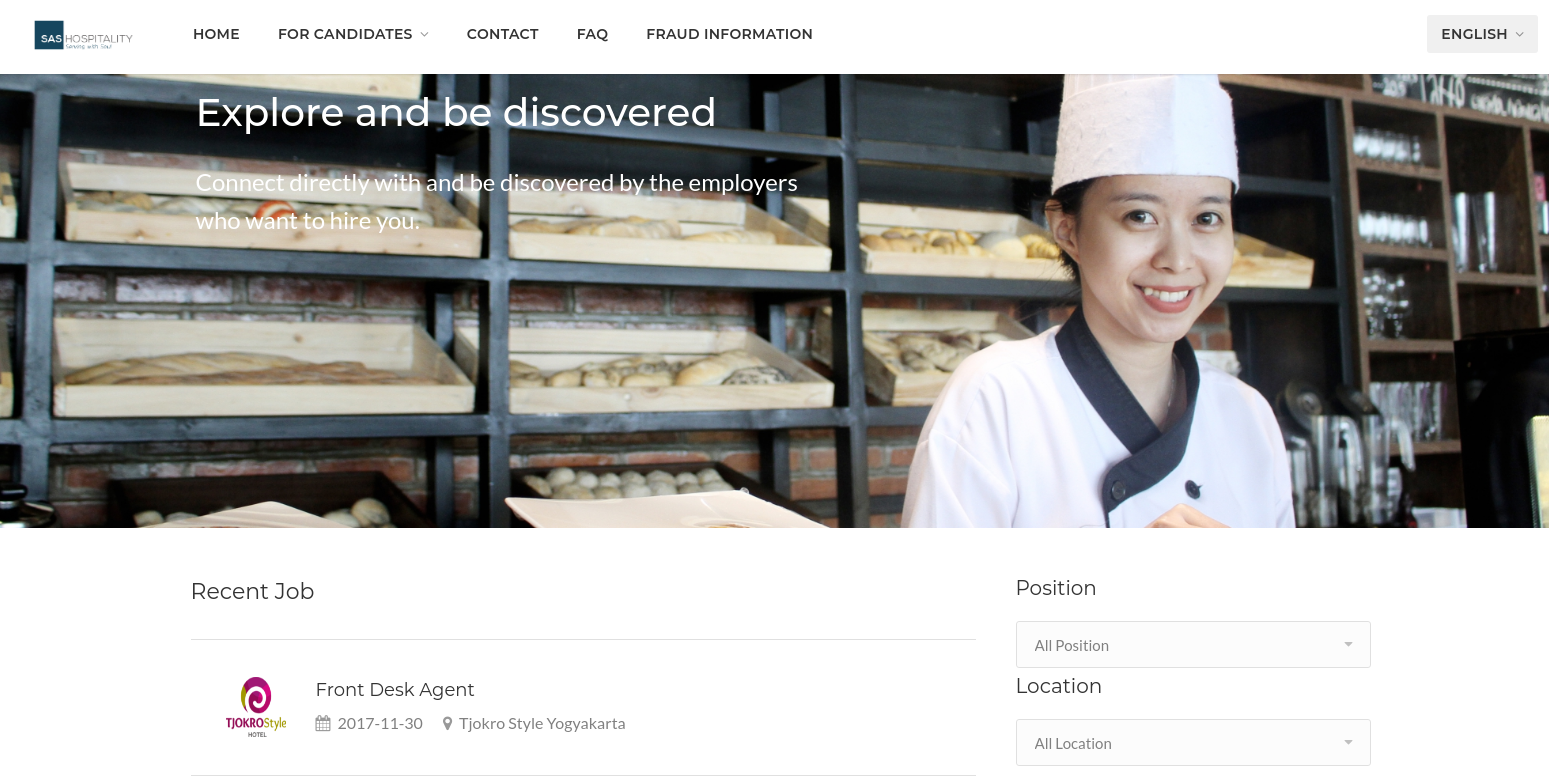 SAS HOSPITALITY
Serving with Soul
HOME
FOR CANDIDATES
CONTACT
FAQ
FRAUD INFORMATION
ENGLISH
Explore and be discovered
Connect directly with and be discovered by the employers
who want to hire you.
Recent Job
Position
All Position
Location
All Location
TJOKRO Style
HOTEL
Front Desk Agent
2017-11-30
Tjokro Style Yogyakarta